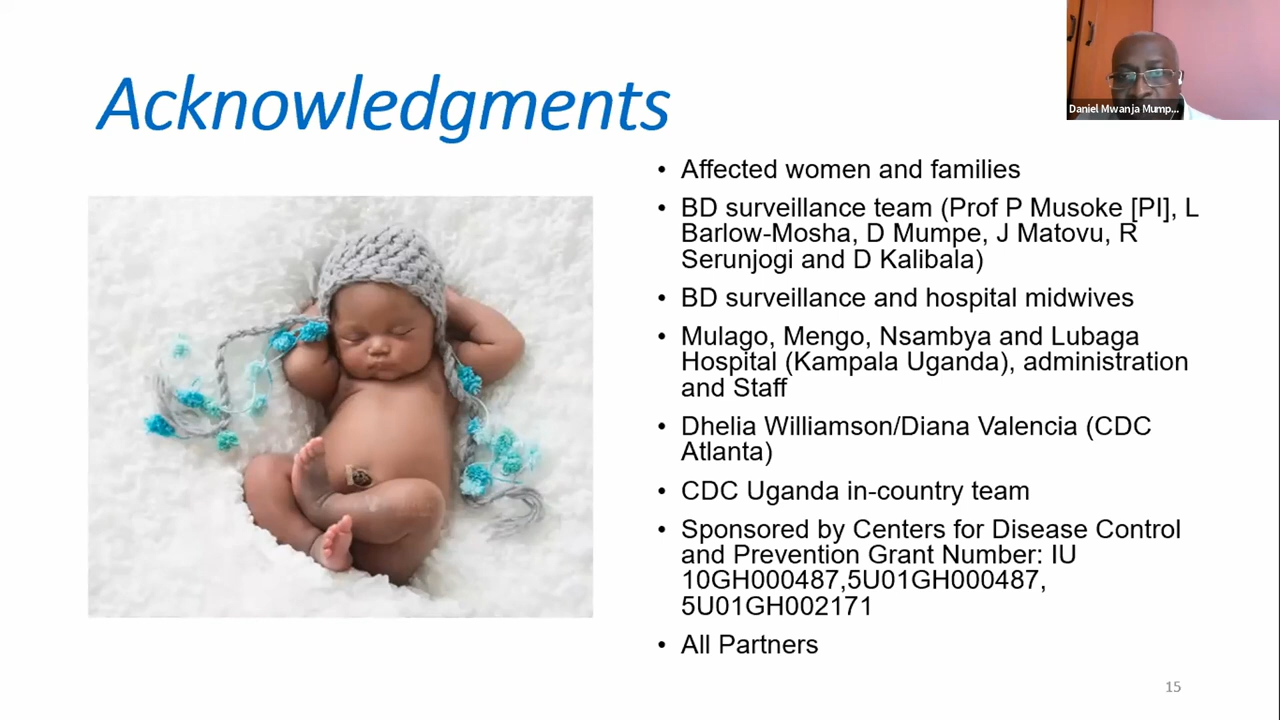 Acknowledgments
Daniel Mwanja Mump...
• Affected women and families
• BD surveillance team (Prof P Musoke [PI], L
Barlow-Mosha, D Mumpe, J Matovu, R
Serunjogi and D Kalibala)
• BD surveillance and hospital midwives
• Mulago, Mengo, Nsambya and Lubaga
Hospital (Kampala Uganda), administration
and Staff
• Dhelia Williamson/Diana Valencia (CDC
Atlanta)
• CDC Uganda in-country team
• Sponsored by Centers for Disease Control
and Prevention Grant Number: IU
10GH000487,5U01GH000487,
5U01GH002171
• All Partners
15